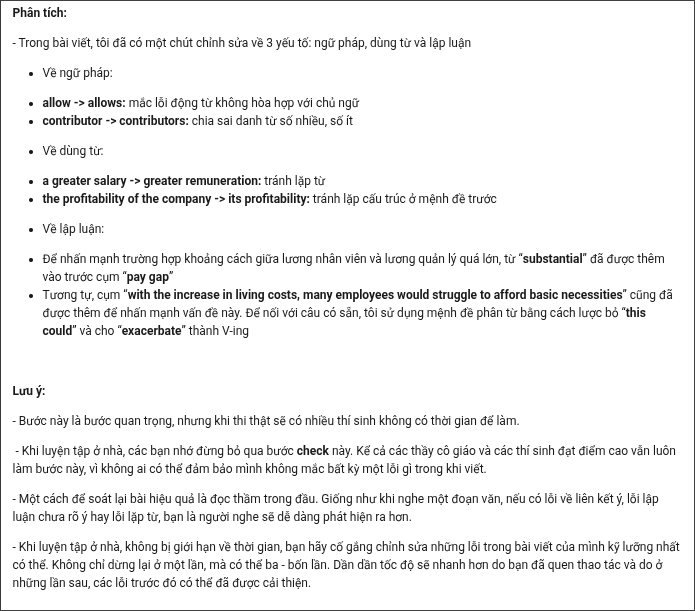 Phân tích:
- Trong bài viết, tôi đã có một chút chỉnh sửa về 3 yếu tố: ngữ pháp, dùng từ và lập luận
• Về ngữ pháp:
• allow -> allows: mắc lỗi động từ không hòa hợp với chủ ngữ
• contributor -> contributors: chia sai danh từ số nhiều, số ít
• Về dùng từ:
• a greater salary -> greater remuneration: tránh lặp từ
• the profitability of the company -> its profitability: tránh lặp cấu trúc ở mệnh đề trước
• Về lập luận:
• Để nhấn mạnh trường hợp khoảng cách giữa lương nhân viên và lương quản lý quá lớn, từ “substantial” đã được thêm
vào trước cụm “pay gap”
• Tương tự, cụm “with the increase in living costs, many employees would struggle to afford basic necessities” cũng đã
được thêm để nhấn mạnh vấn đề này. Để nối với câu có sẵn, tôi sử dụng mệnh đề phân từ bằng cách lược bỏ “this
could” và cho “exacerbate” thành V-ing
Lưu ý:
- Bước này là bước quan trọng, nhưng khi thi thật sẽ có nhiều thí sinh không có thời gian để làm.
- Khi luyện tập ở nhà, các bạn nhớ đừng bỏ qua bước check này. Kể cả các thầy cô giáo và các thí sinh đạt điểm cao vẫn luôn
làm bước này, vì không ai có thể đảm bảo mình không mắc bất kỳ một lỗi gì trong khi viết.
- Một cách để soát lại bài hiệu quả là đọc thầm trong đầu. Giống như khi nghe một đoạn văn, nếu có lỗi về liên kết ý, lỗi lập
luận chưa rõ ý hay lỗi lặp từ, bạn là người nghe sẽ dễ dàng phát hiện ra hơn.
- Khi luyện tập ở nhà, không bị giới hạn về thời gian, bạn hãy cố gắng chỉnh sửa những lỗi trong bài viết của mình kỹ lưỡng nhất
có thể. Không chỉ dừng lại ở một lần, mà có thể ba - bốn lần. Dần dần tốc độ sẽ nhanh hơn do bạn đã quen thao tác và do ở
những lần sau, các lỗi trước đó có thể đã được cải thiện.